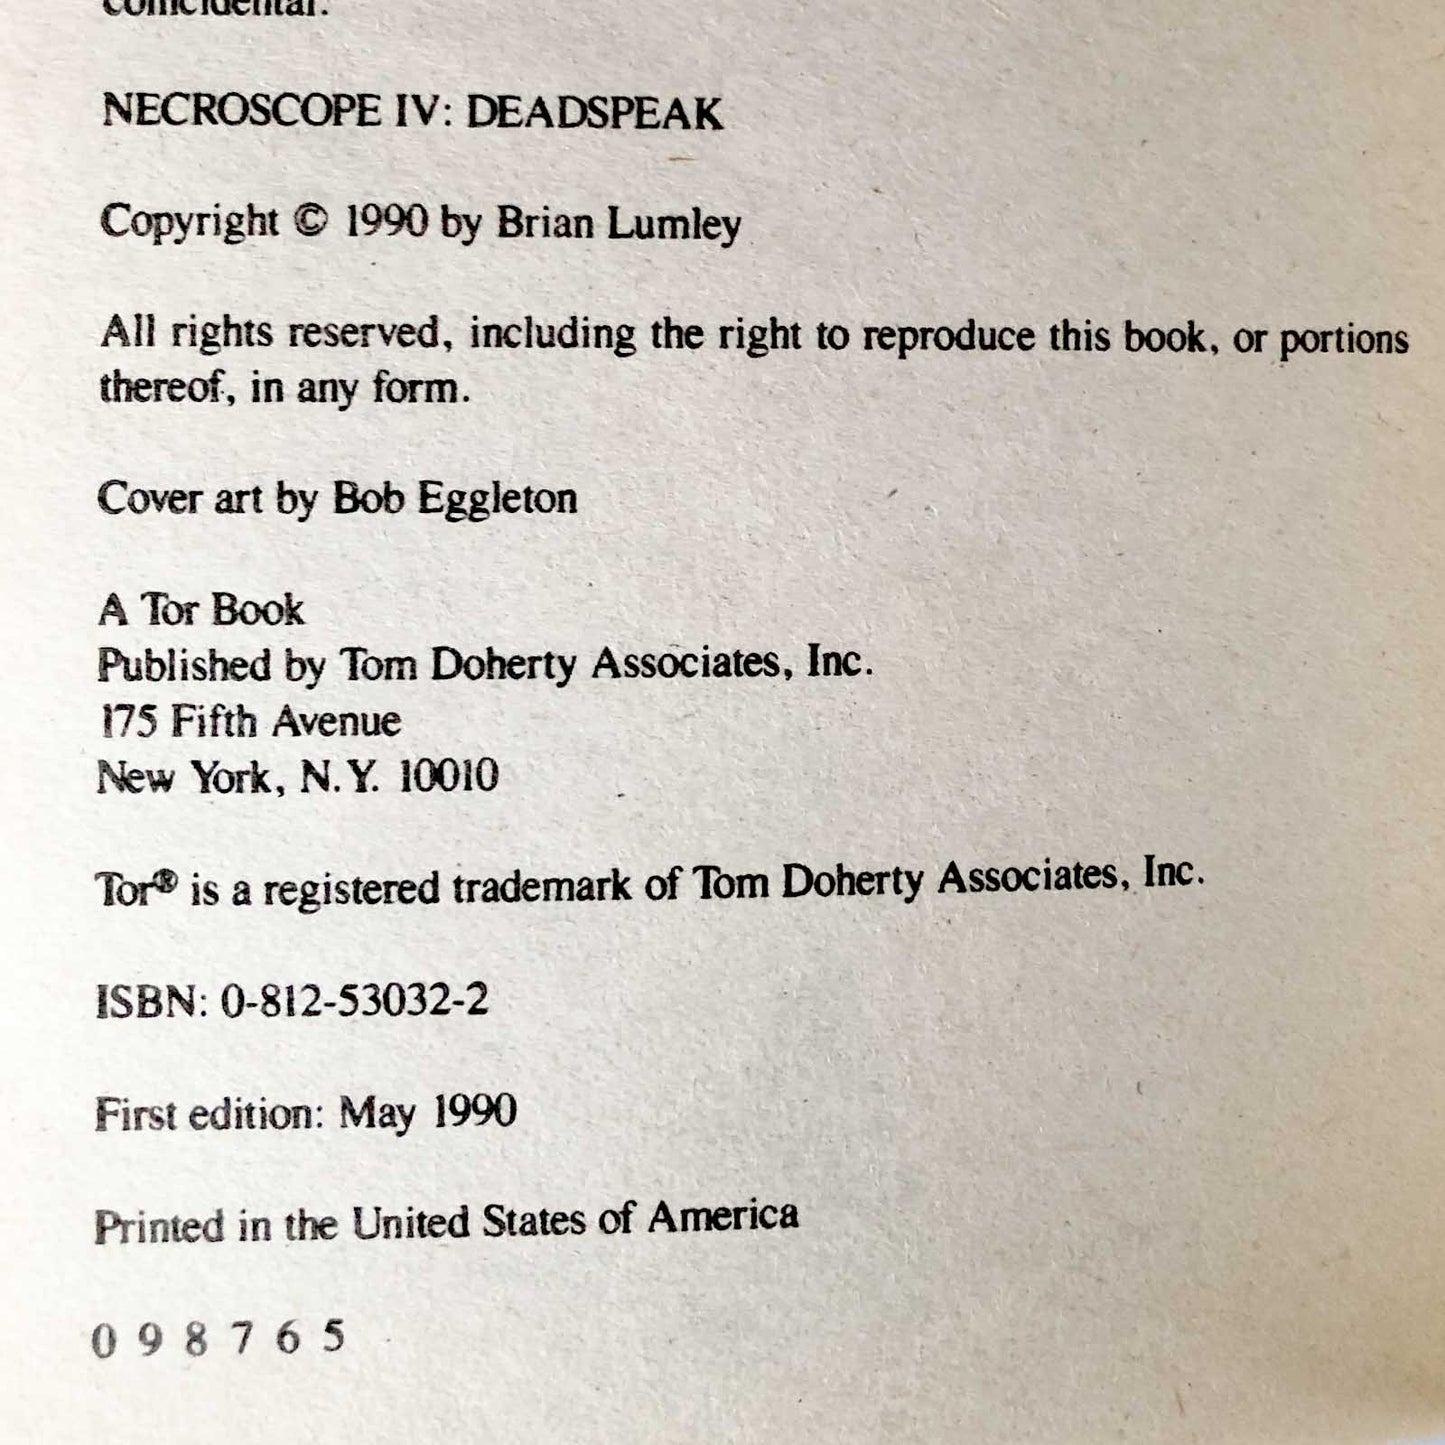 coincidental.
NECROSCOPE IV: DEADSPEAK
Copyright © 1990 by Brian Lumley
All rights reserved, including the right to reproduce this book, or portions
thereof, in any form.
Cover art by Bob Eggleton
A Tor Book
Published by Tom Doherty Associates, Inc.
175 Fifth Avenue
New York, N.Y. 10010
Tor® is a registered trademark of Tom Doherty Associates, Inc.
ISBN: 0-812-53032-2
First edition: May 1990
Printed in the United States of America
0 9 8 7 6 5